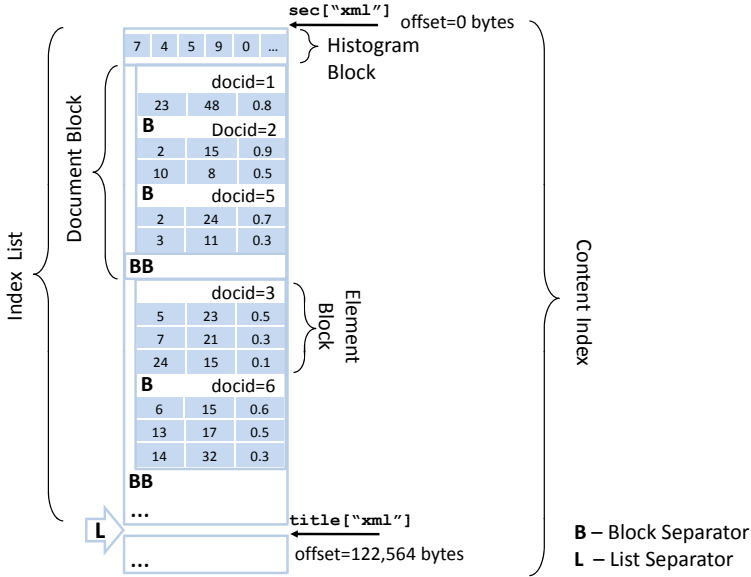 sec["xml"]
offset=0 bytes
7 4 5 9 0 ...
Histogram
Block
docid=1
23 48 0.8
B Docid=2
2 15 0.9
10 8 0.5
B docid=5
2 24 0.7
3 11 0.3
BB
docid=3
5 23 0.5
7 21 0.3
24 15 0.1
B docid=6
6 15 0.6
13 17 0.5
14 32 0.3
BB
...
L
title["xml"]
offset=122,564 bytes
...
Index List
Document Block
Element
Block
Content Index
B – Block Separator
L – List Separator